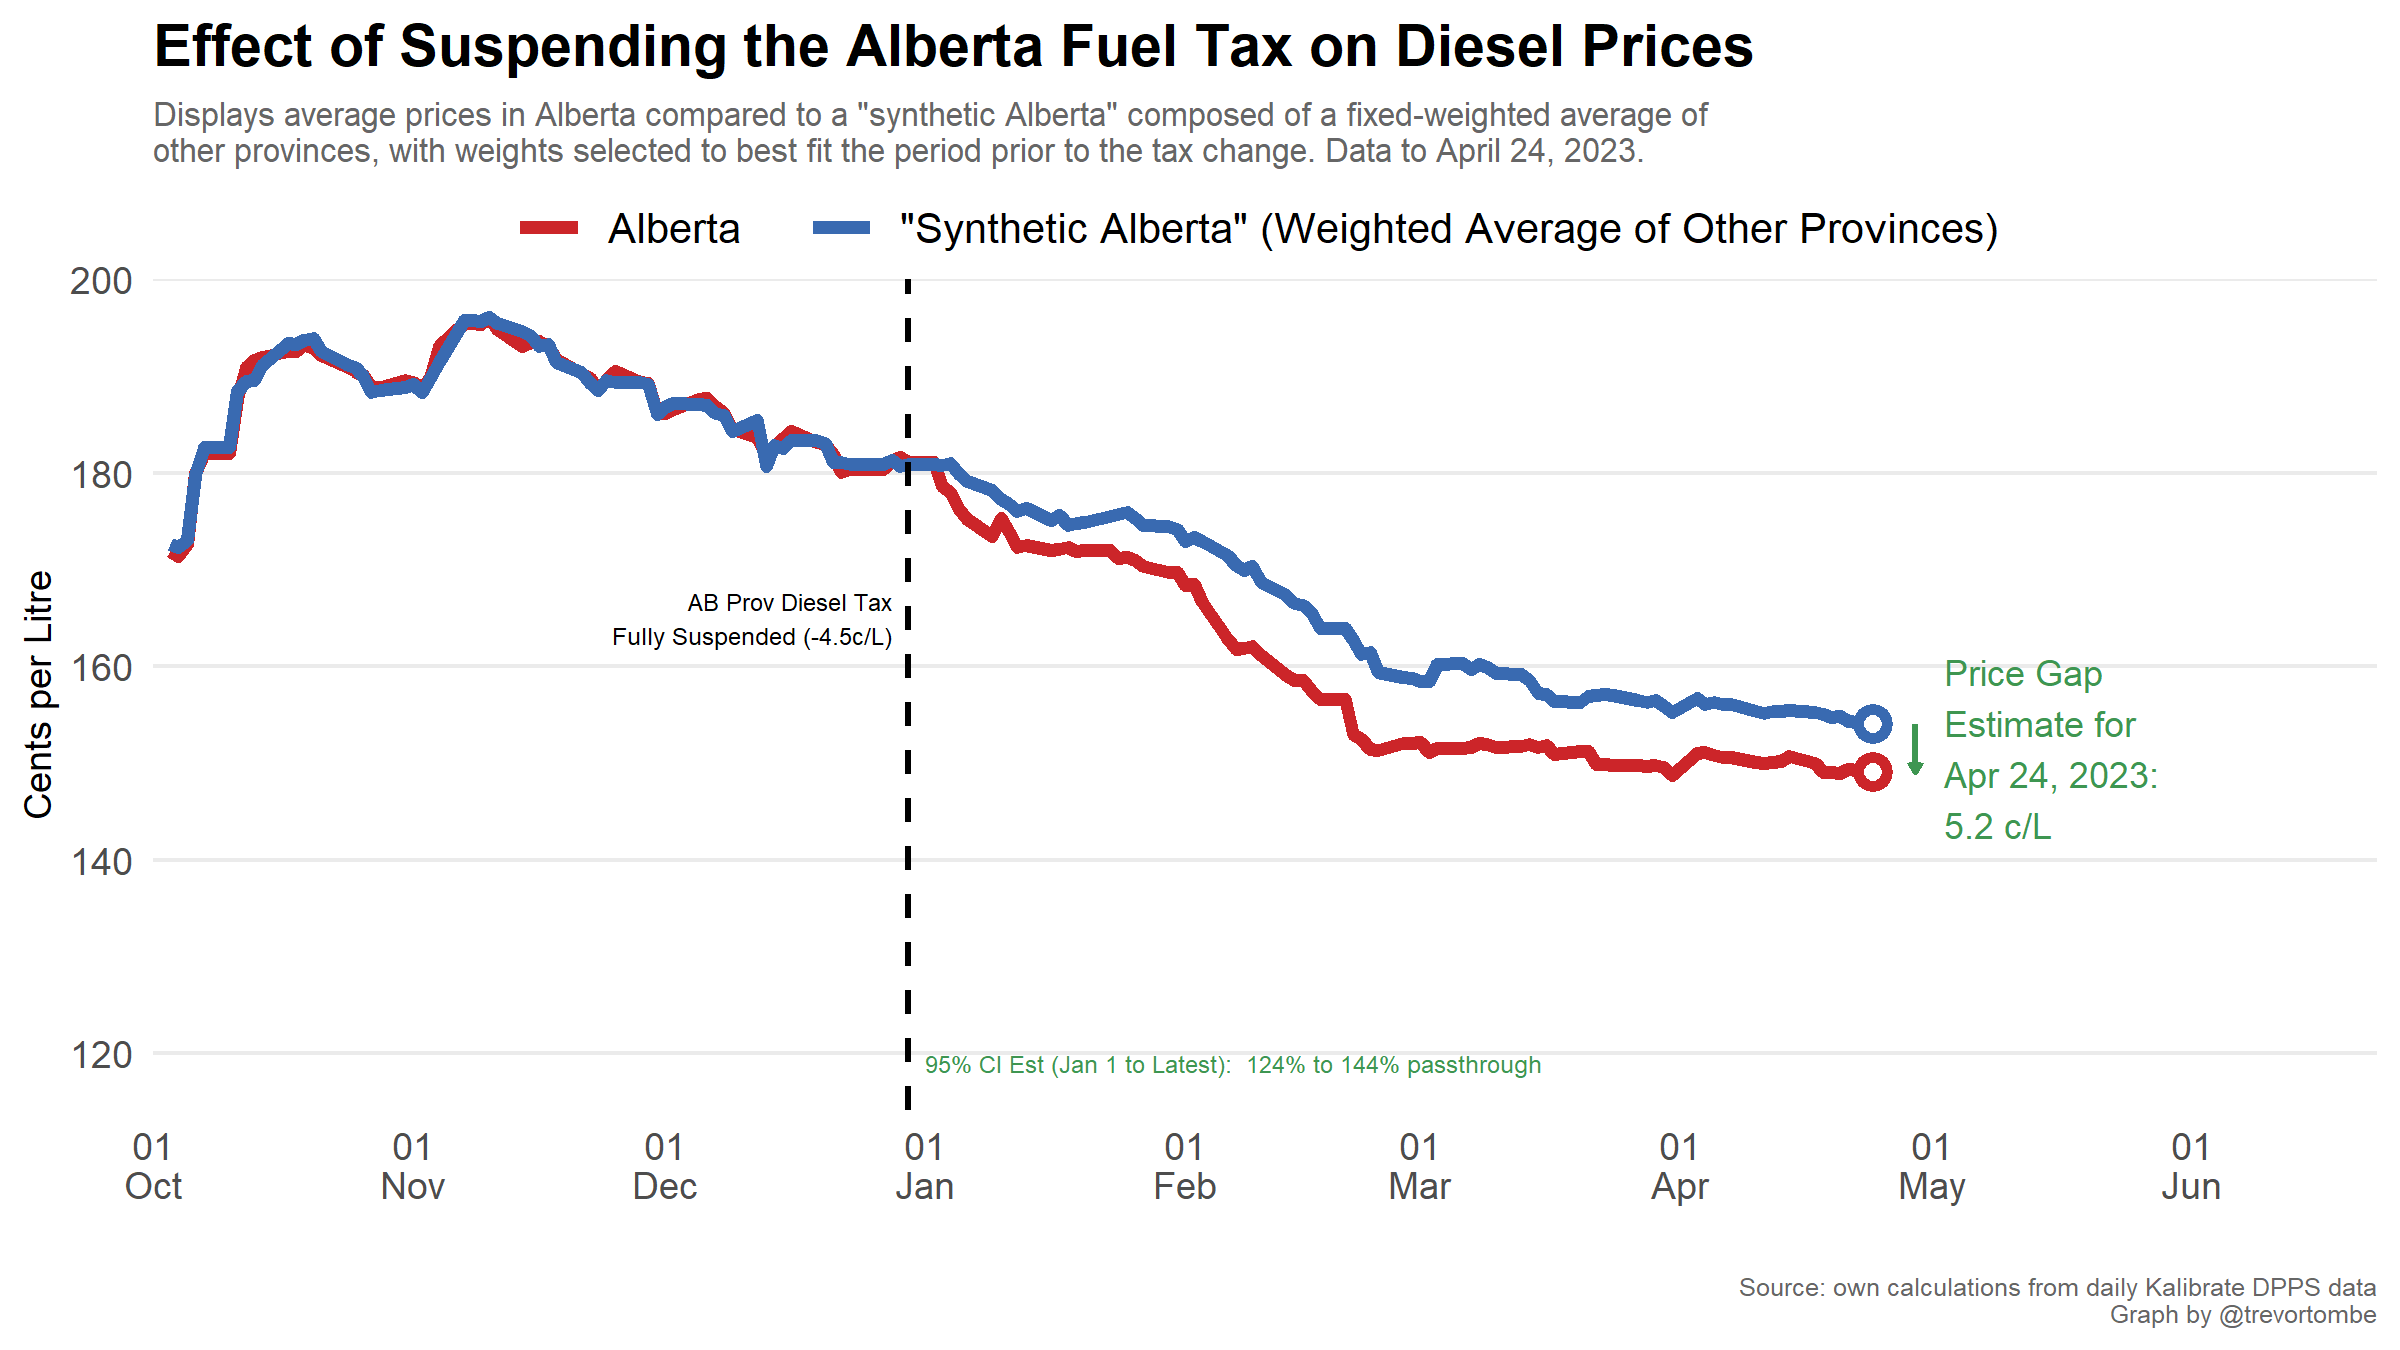 Effect of Suspending the Alberta Fuel Tax on Diesel Prices
Displays average prices in Alberta compared to a "synthetic Alberta" composed of a fixed-weighted average of
other provinces, with weights selected to best fit the period prior to the tax change. Data to April 24, 2023.
Alberta
"Synthetic Alberta" (Weighted Average of Other Provinces)
Cents per Litre
200
180
160
140
120
AB Prov Diesel Tax
Fully Suspended (-4.5c/L)
Price Gap
Estimate for
Apr 24, 2023:
5.2 c/L
95% CI Est (Jan 1 to Latest):  124% to 144% passthrough
01 01 01 01 01 01 01 01 01
Oct Nov Dec Jan Feb Mar Apr May Jun
Source: own calculations from daily Kalibrate DPPS data
Graph by @trevortombe